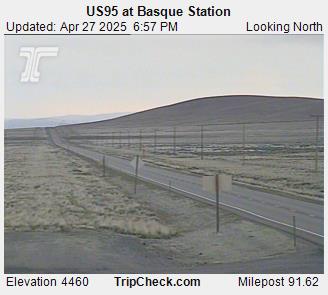 US95 at Basque Station
Updated: Apr 27 2025 6:57 PM Looking North
Elevation 4460 TripCheck.com Milepost 91.62